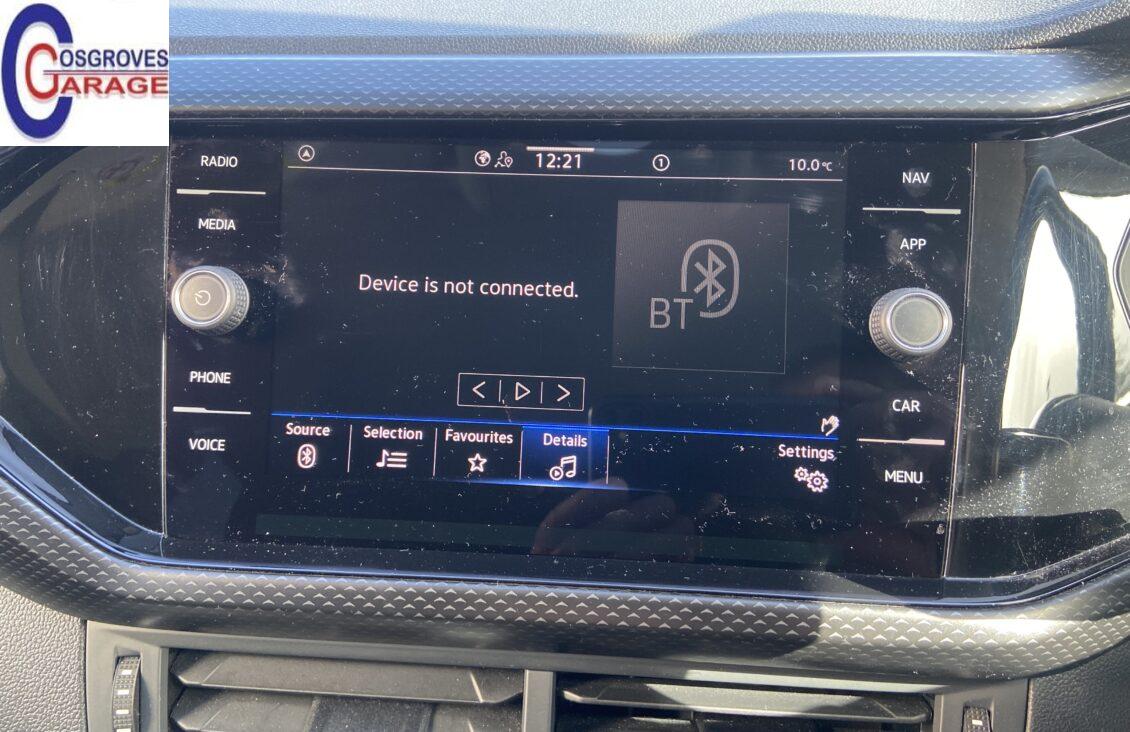 COSGROVES
GARAGE
RADIO
MEDIA
PHONE
VOICE
12:21
1
10.0°C
Device is not connected.
BT
Source
Selection
Favourites
Details
Settings
NAV
APP
CAR
MENU